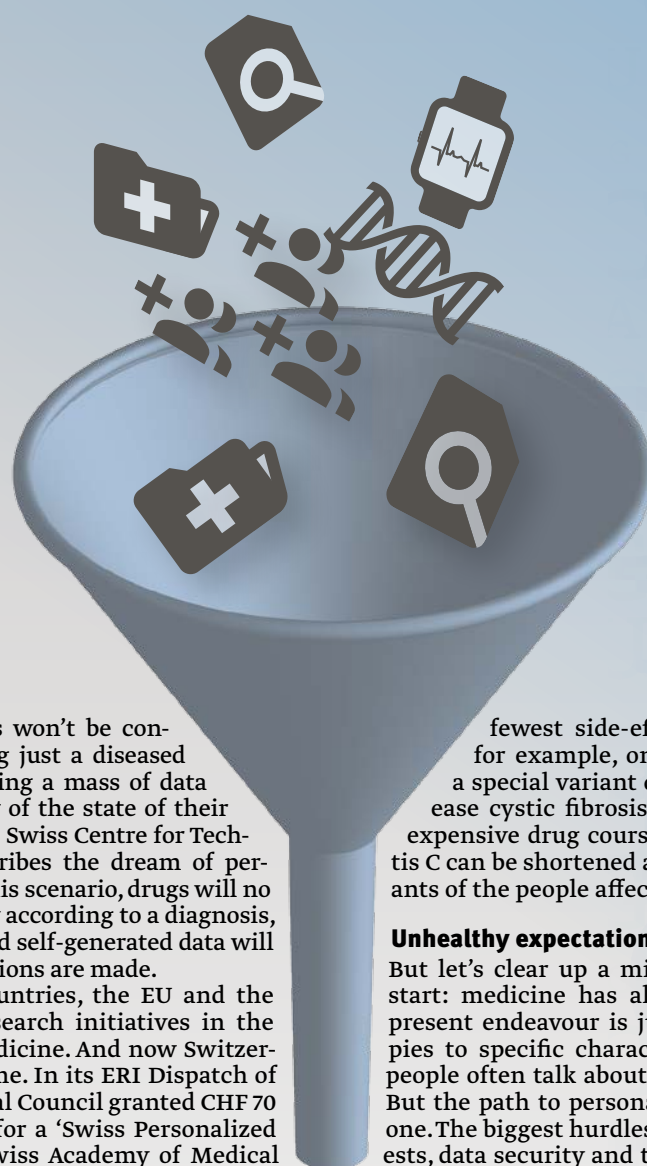 s won't be con-
g just a diseased
ing a mass of data
of the state of their
Swiss Centre for Tech-
ribes the dream of per-
is scenario, drugs will no
according to a diagnosis,
d self-generated data will
ions are made.
untries, the EU and the
search initiatives in the
dicine. And now Switzer-
ne. In its ERI Dispatch of
al Council granted CHF 70
for a ‘Swiss Personalized
wiss Academy of Medical
fewest side-ef
for example, or
a special variant
ease cystic fibrosis
expensive drug course
tis C can be shortened a
ants of the people affec
Unhealthy expectation
But let’s clear up a mi
start: medicine has al
present endeavour is j
pies to specific charac
people often talk about
But the path to persona
one. The biggest hurdles
ests, data security and t